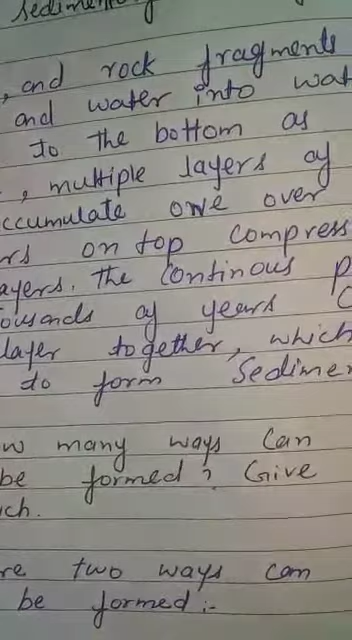 sedimento
, and rock fragments
and water into wat
to the bottom as
, multiple layers of
ccumulate one over
rs on top compress
ayers. The Continous p
ousands of years C
layer together, which
to form Sedimen
w many ways Can
be formed? Give
ch.
re two ways can
be formed :-